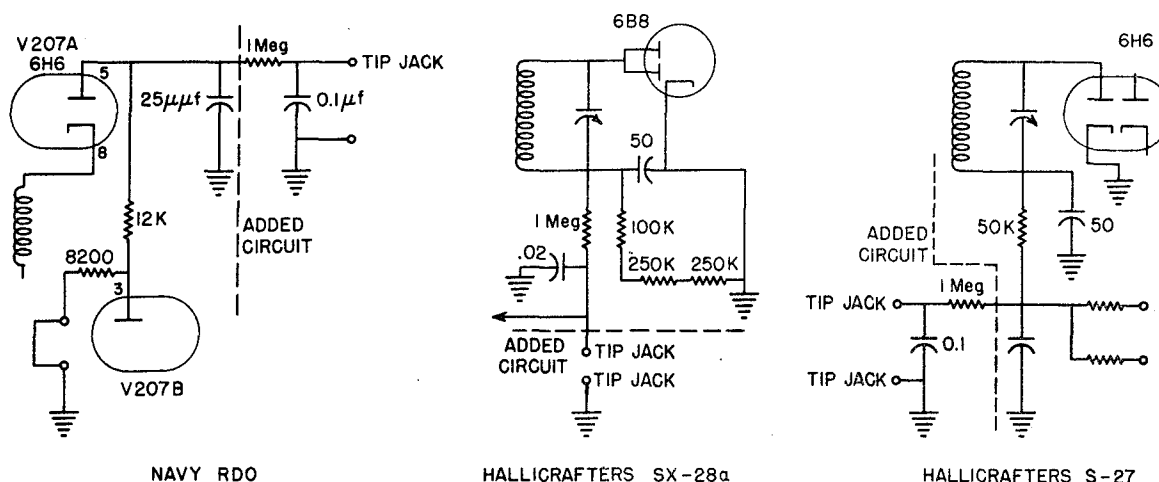 V207A
6H6
5
8
25μμf
1 Meg
TIP JACK
0.1μf
12K
ADDED
CIRCUIT
8200
3
V207B
NAVY RDO
6B8
50
1 Meg
100K
.02
250K 250K
ADDED
CIRCUIT
TIP JACK
TIP JACK
HALLICRAFTERS SX-28a
6H6
50K
50
ADDED
CIRCUIT
1 Meg
TIP JACK
0.1
TIP JACK
HALLICRAFTERS S-27